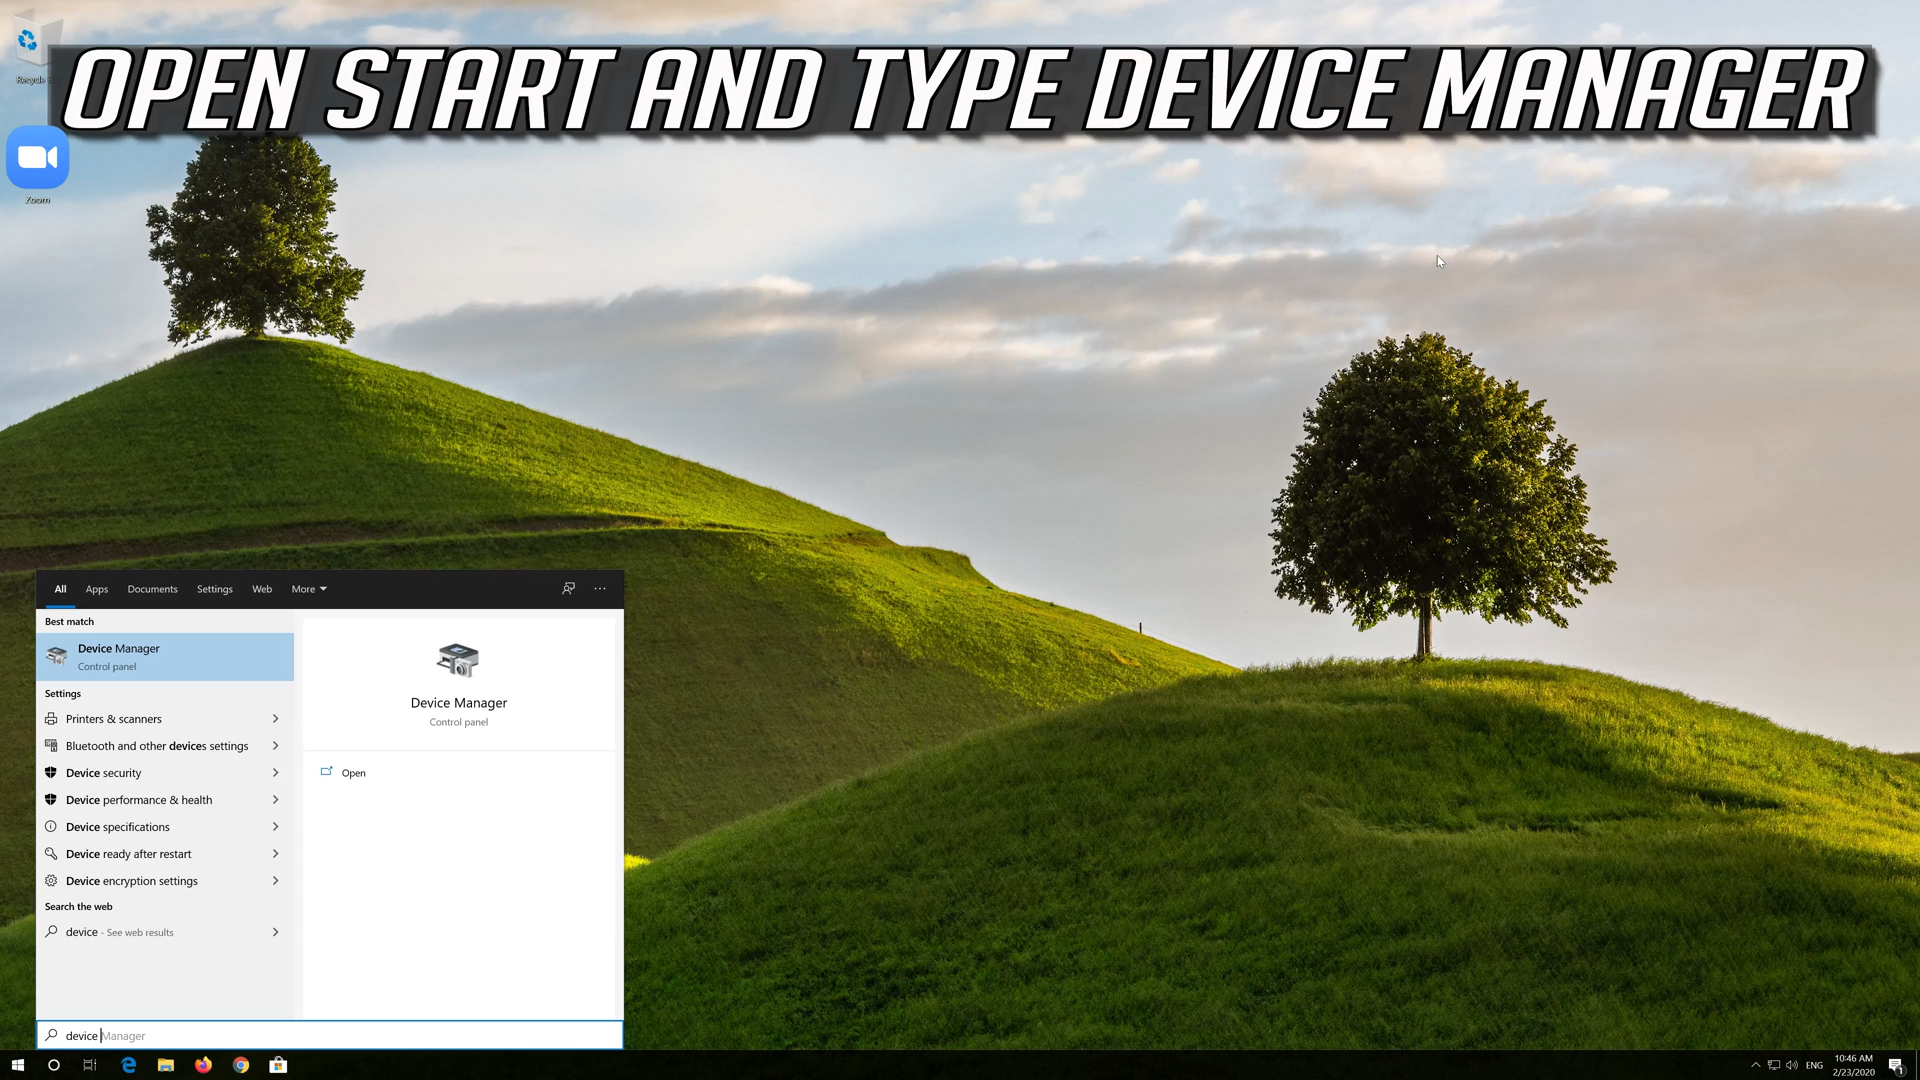 OPEN START AND TYPE DEVICE MANAGER
Recycle
Zoom
All Apps Documents Settings Web More
Best match
Device Manager
Control panel
Settings
Printers & scanners
Bluetooth and other devices settings
Device security
Device performance & health
Device specifications
Device ready after restart
Device encryption settings
Search the web
device - See web results
Device Manager
Control panel
Open
device Manager
ENG
10:46 AM
2/23/2020
1